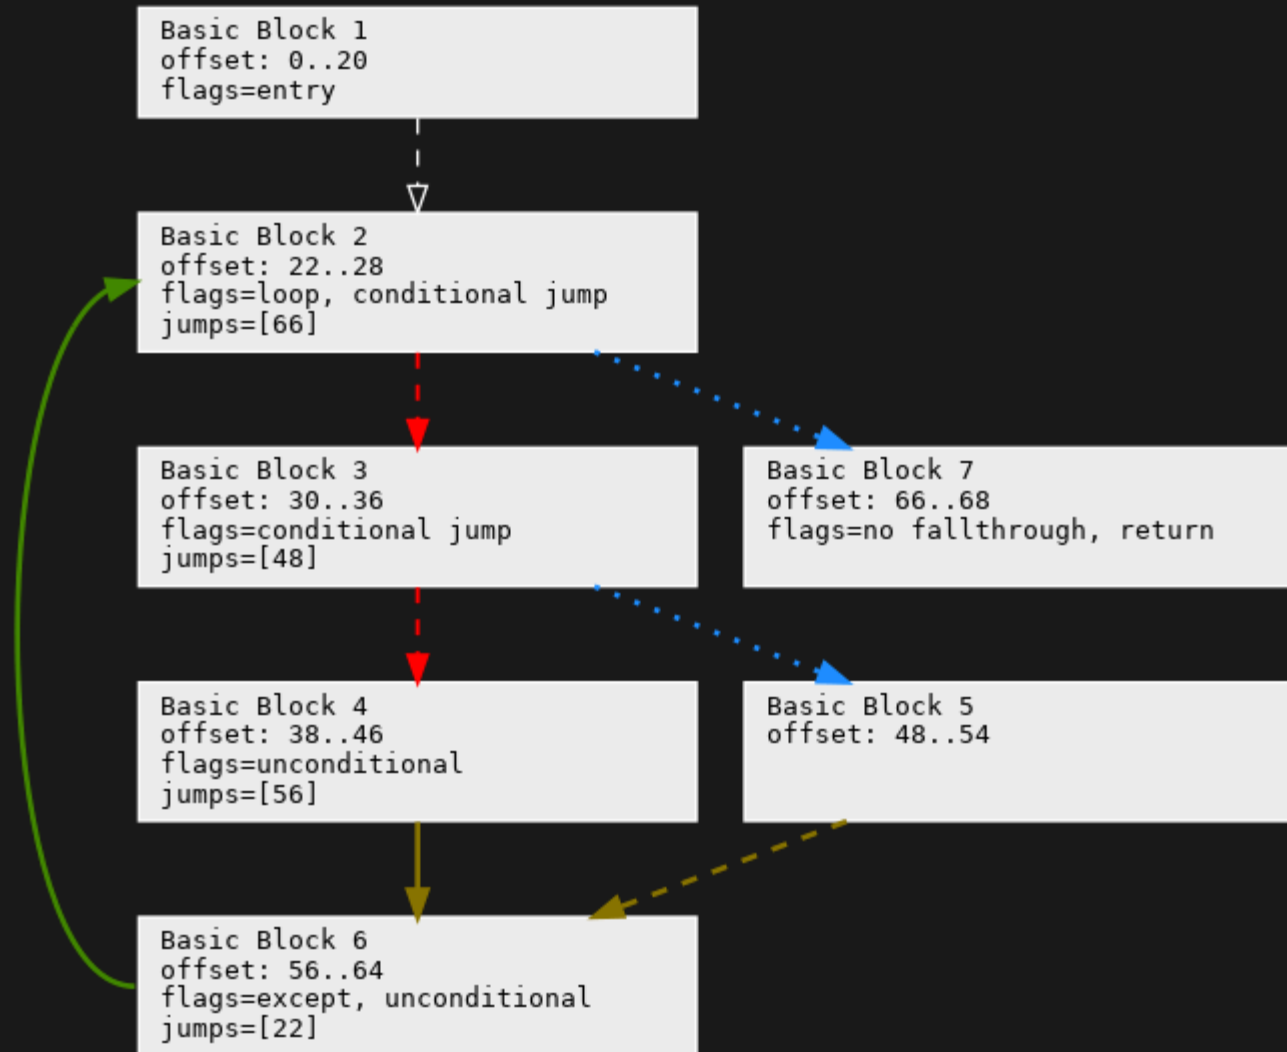 Basic Block 1
offset: 0..20
flags=entry
Basic Block 2
offset: 22..28
flags=loop, conditional jump
jumps=[66]
Basic Block 3
offset: 30..36
flags=conditional jump
jumps=[48]
Basic Block 7
offset: 66..68
flags=no fallthrough, return
Basic Block 4
offset: 38..46
flags=unconditional
jumps=[56]
Basic Block 5
offset: 48..54
Basic Block 6
offset: 56..64
flags=except, unconditional
jumps=[22]